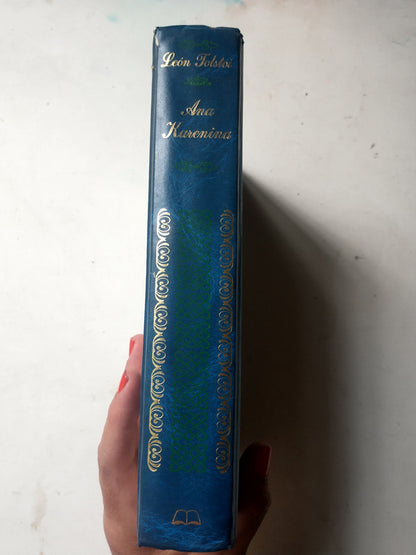 León Tolstoi
Ana
Karenina